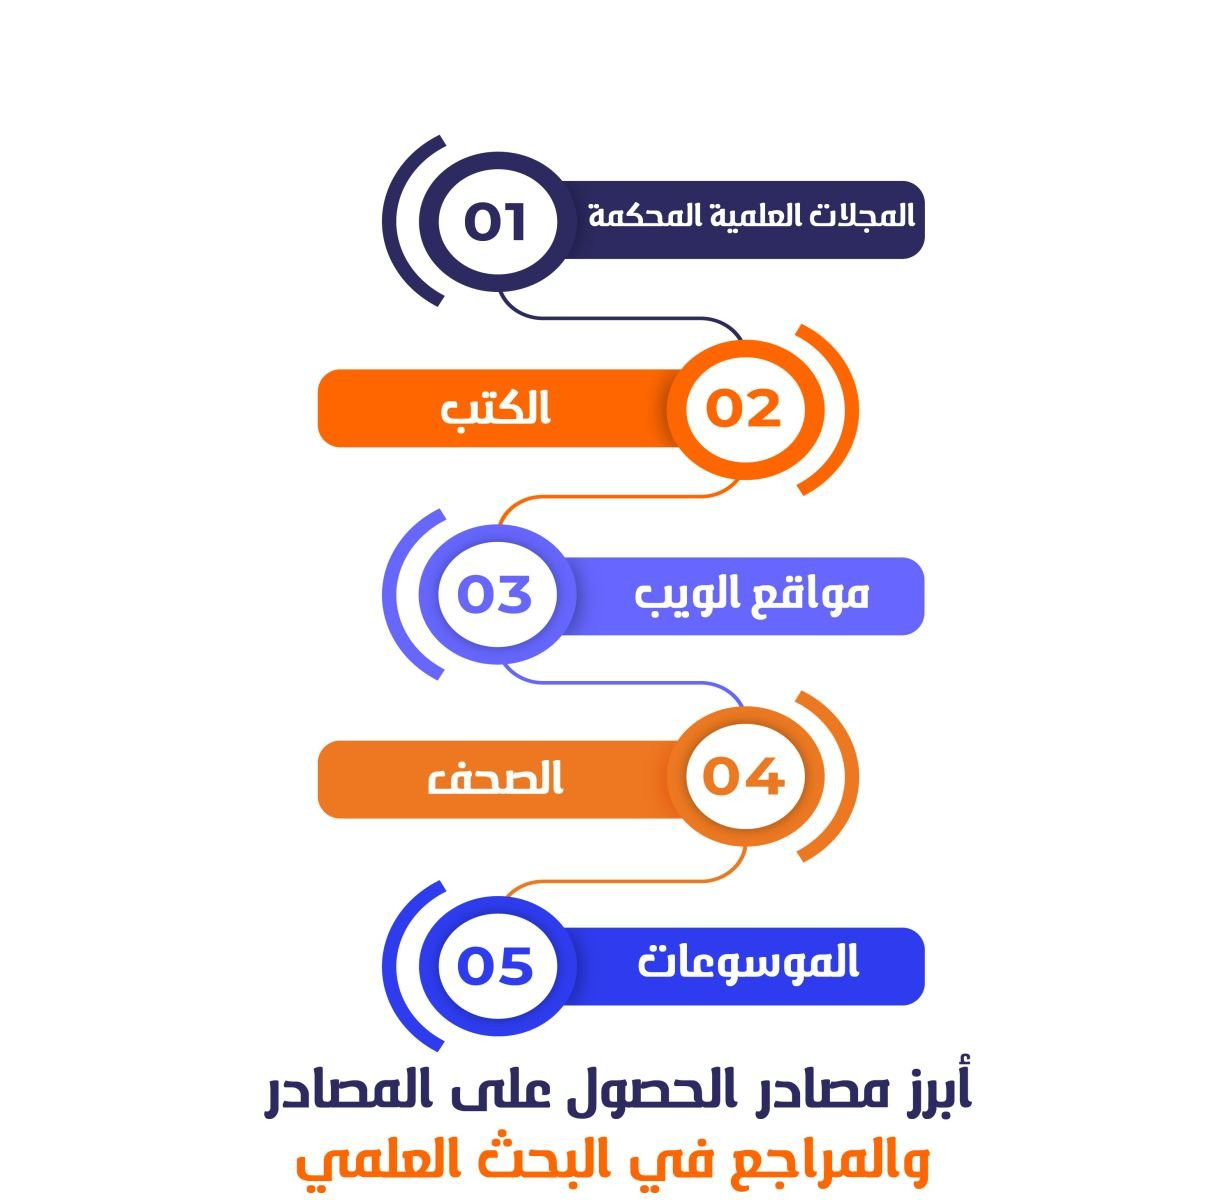 01
المجلات العلمية المحكمة
02
الكتب
03
مواقع الويب
04
الصحف
05
الموسوعات
أبرز مصادر الحصول على المصادر
والمراجع في البحث العلمي